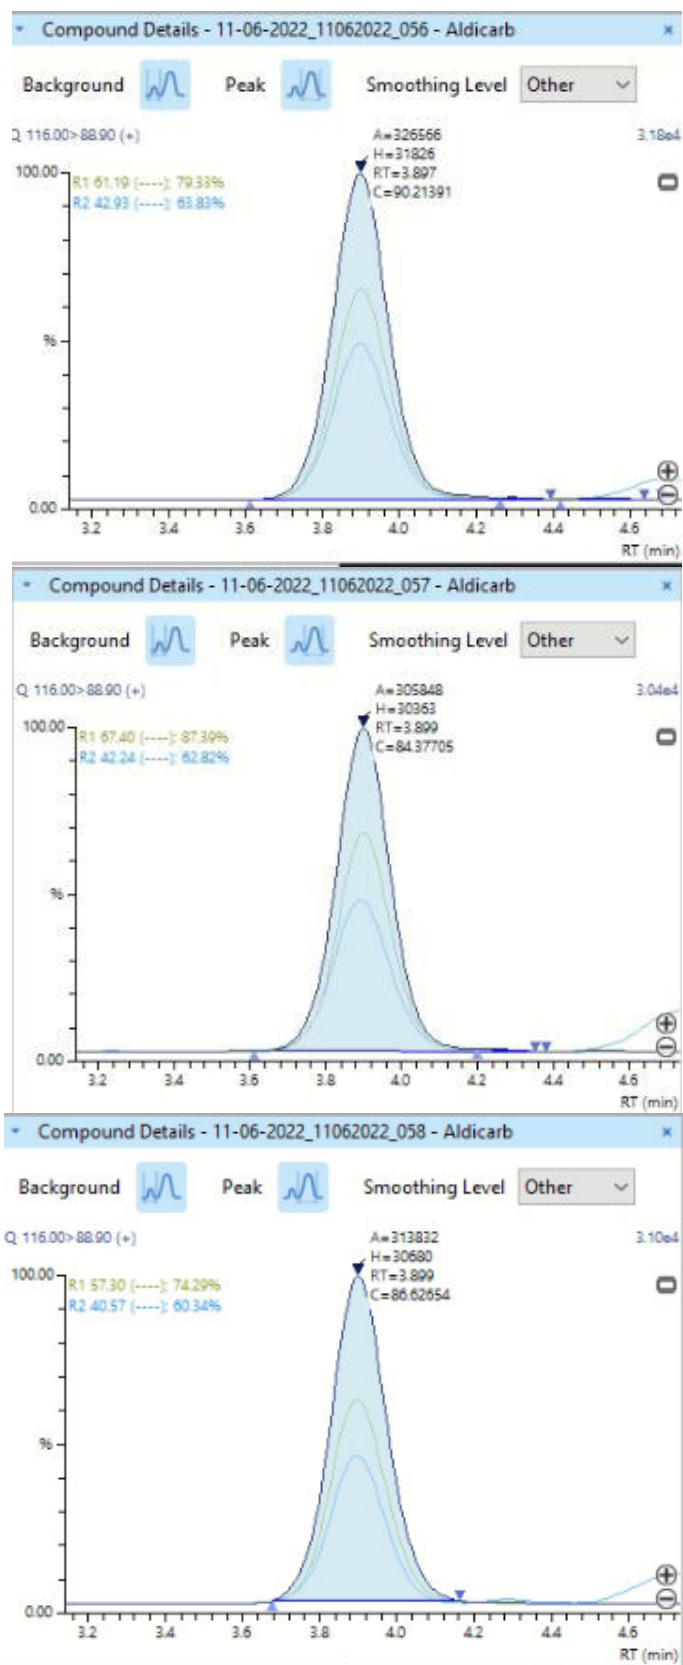 Compound Details - 11-06-2022_11062022_056 - Aldicarb
Background Peak Smoothing Level Other
Q 116.00>88.90 (+) 3.18e4
A=326566
H=31826
RT=3.897
C=90.21391
100.00
R1 61.19 (----): 79.33%
R2 42.93 (----): 63.83%
%
0.00
3.2 3.4 3.6 3.8 4.0 4.2 4.4 4.6
RT (min)
Compound Details - 11-06-2022_11062022_057 - Aldicarb
Background Peak Smoothing Level Other
Q 116.00>88.90 (+) 3.04e4
A=305848
H=30363
RT=3.899
C=84.37705
100.00
R1 67.40 (----): 87.39%
R2 42.24 (----): 62.82%
%
0.00
3.2 3.4 3.6 3.8 4.0 4.2 4.4 4.6
RT (min)
Compound Details - 11-06-2022_11062022_058 - Aldicarb
Background Peak Smoothing Level Other
Q 116.00>88.90 (+) 3.10e4
A=313832
H=30680
RT=3.899
C=86.62654
100.00
R1 57.30 (----): 74.29%
R2 40.57 (----): 60.34%
%
0.00
3.2 3.4 3.6 3.8 4.0 4.2 4.4 4.6
RT (min)